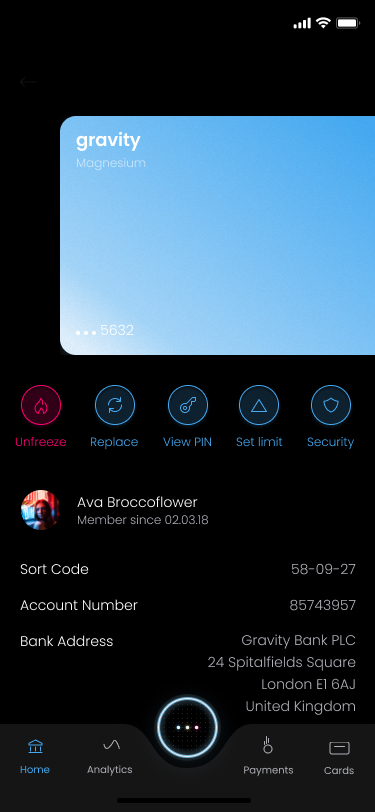 gravity
Magnesium
5632
Unfreeze
Replace
View PIN
Set limit
Security
Ava Broccoflower
Member since 02.03.18
Sort Code 58-09-27
Account Number 85743957
Bank Address Gravity Bank PLC
24 Spitalfields Square
London E1 6AJ
United Kingdom
Home
Analytics
Payments
Cards